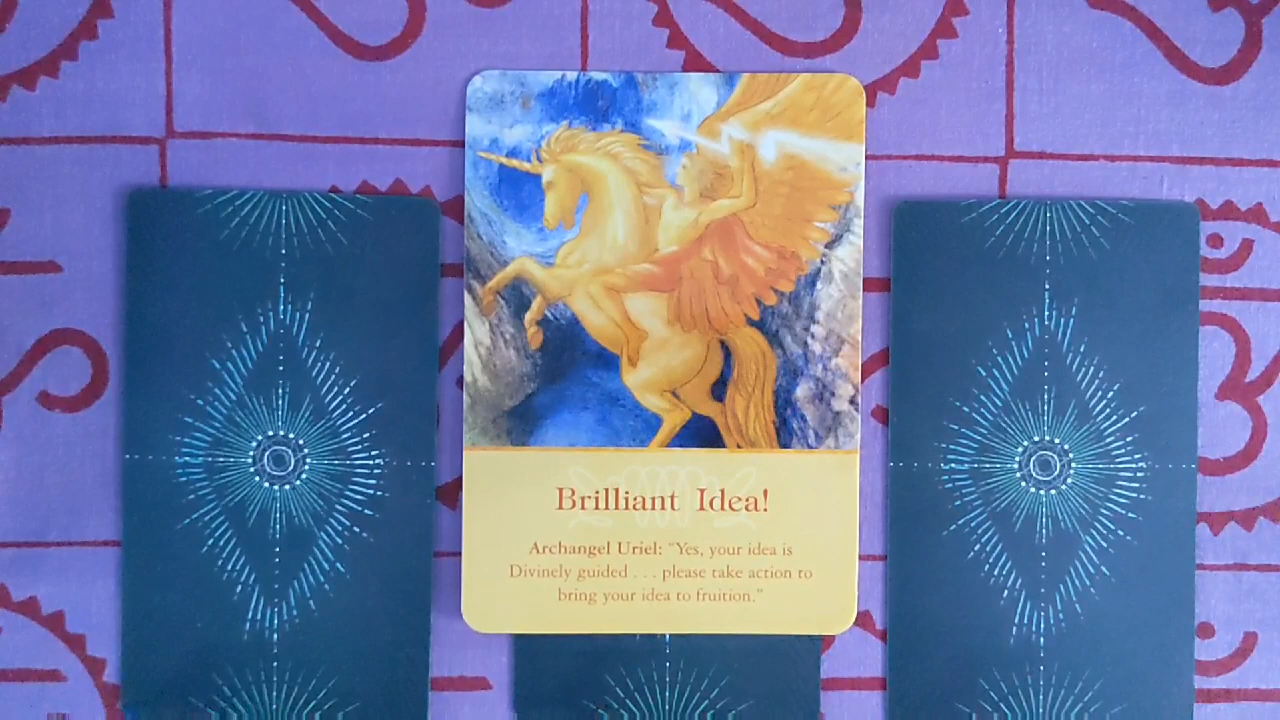 Brilliant Idea!
Archangel Uriel: “Yes, your idea is
Divinely guided . . . please take action to
bring your idea to fruition.”